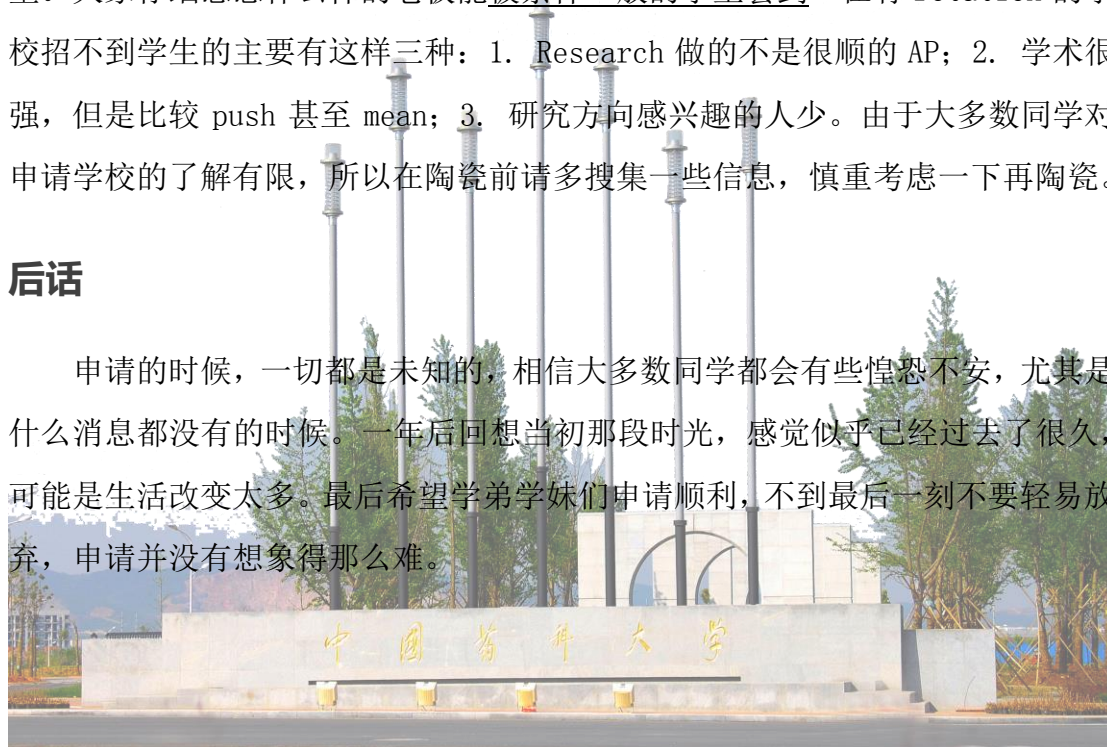 校招不到学生的主要有这样三种：1. Research 做的不是很顺的 AP；2. 学术很
强，但是比较 push 甚至 mean；3. 研究方向感兴趣的人少。由于大多数同学对
申请学校的了解有限，所以在陶瓷前请多搜集一些信息，慎重考虑一下再陶瓷。
后话
申请的时候，一切都是未知的，相信大多数同学都会有些惶恐不安，尤其是
什么消息都没有的时候。一年后回想当初那段时光，感觉似乎已经过去了很久，
可能是生活改变太多。最后希望学弟学妹们申请顺利，不到最后一刻不要轻易放
弃，申请并没有想象得那么难。
中国药科大学